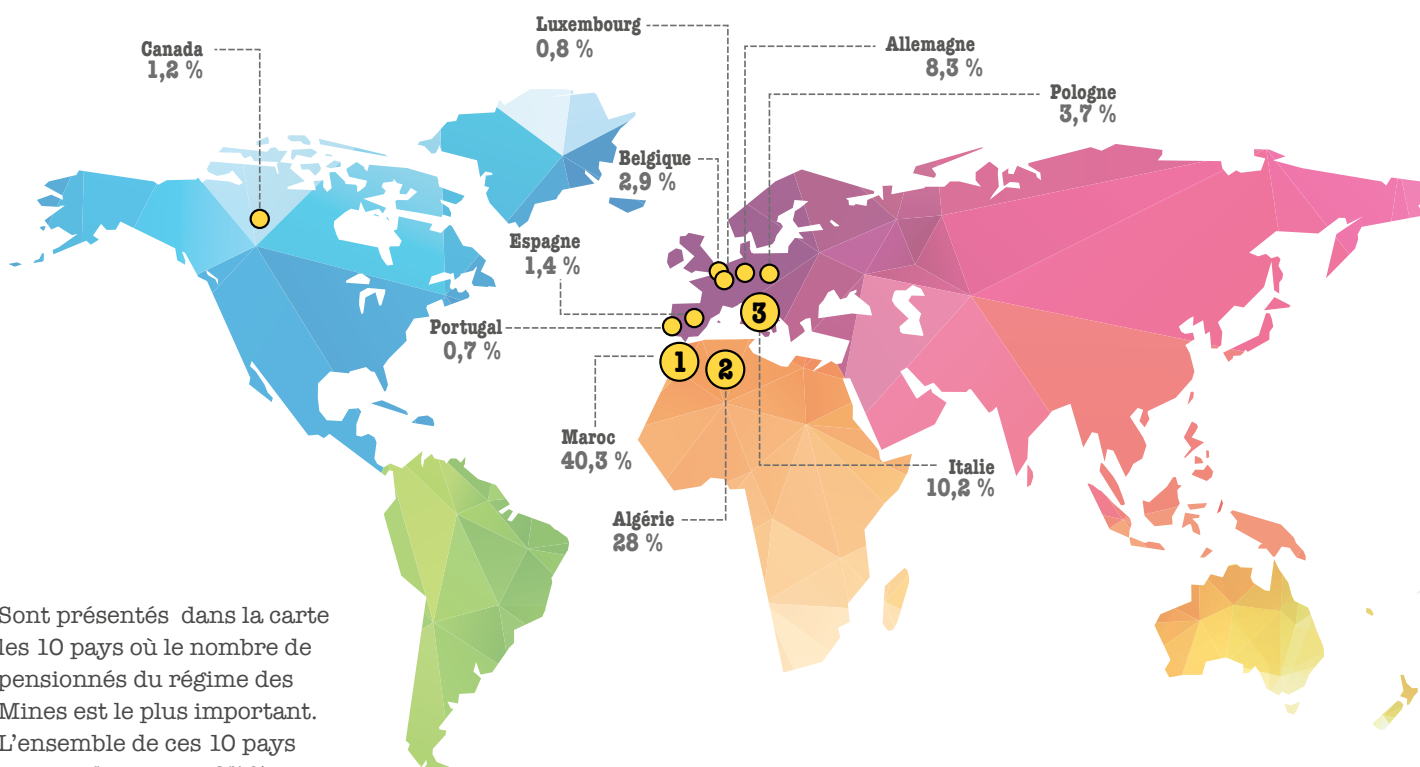 Canada
1,2 %
Luxembourg
0,8 %
Allemagne
8,3 %
Pologne
3,7 %
Belgique
2,9 %
Espagne
1,4 %
Portugal
0,7 %
1
2
3
Maroc
40,3 %
Italie
10,2 %
Algérie
28 %
Sont présentés dans la carte
les 10 pays où le nombre de
pensionnés du régime des
Mines est le plus important.
L'ensemble de ces 10 pays